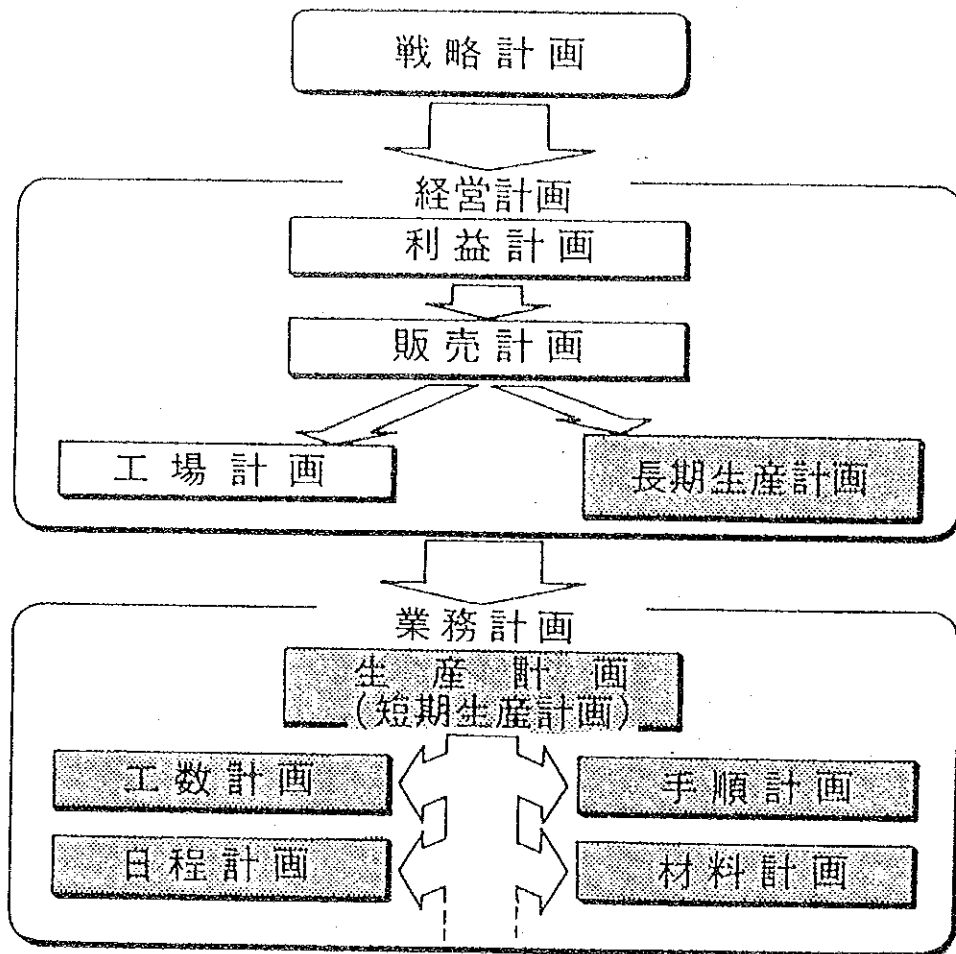 戦略計画
経営計画
利益計画
販売計画
工場計画
長期生産計画
業務計画
生産計画
(短期生産計画)
工数計画
手順計画
日程計画
材料計画